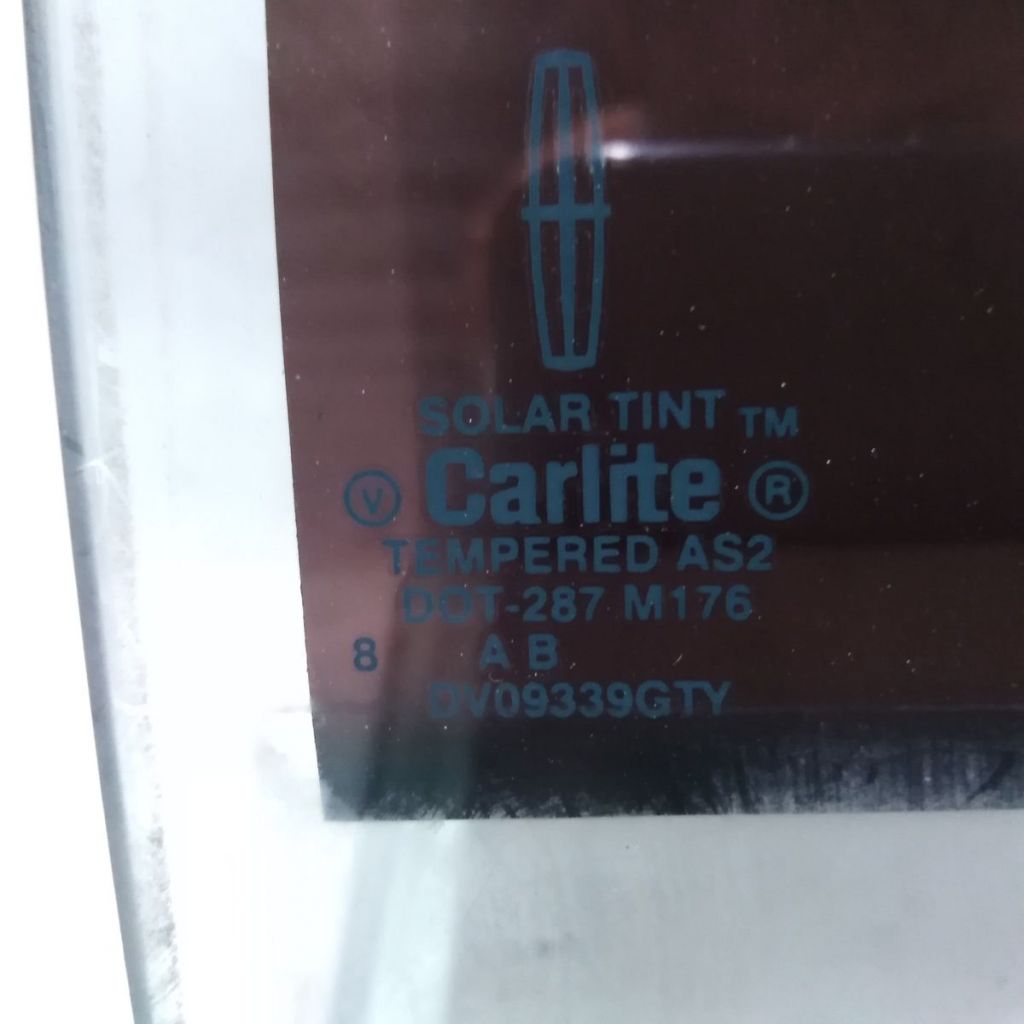 SOLAR TINT TM
V Carlite ®
TEMPERED AS2
DOT-287 M176
8 A B
DV09339GTY